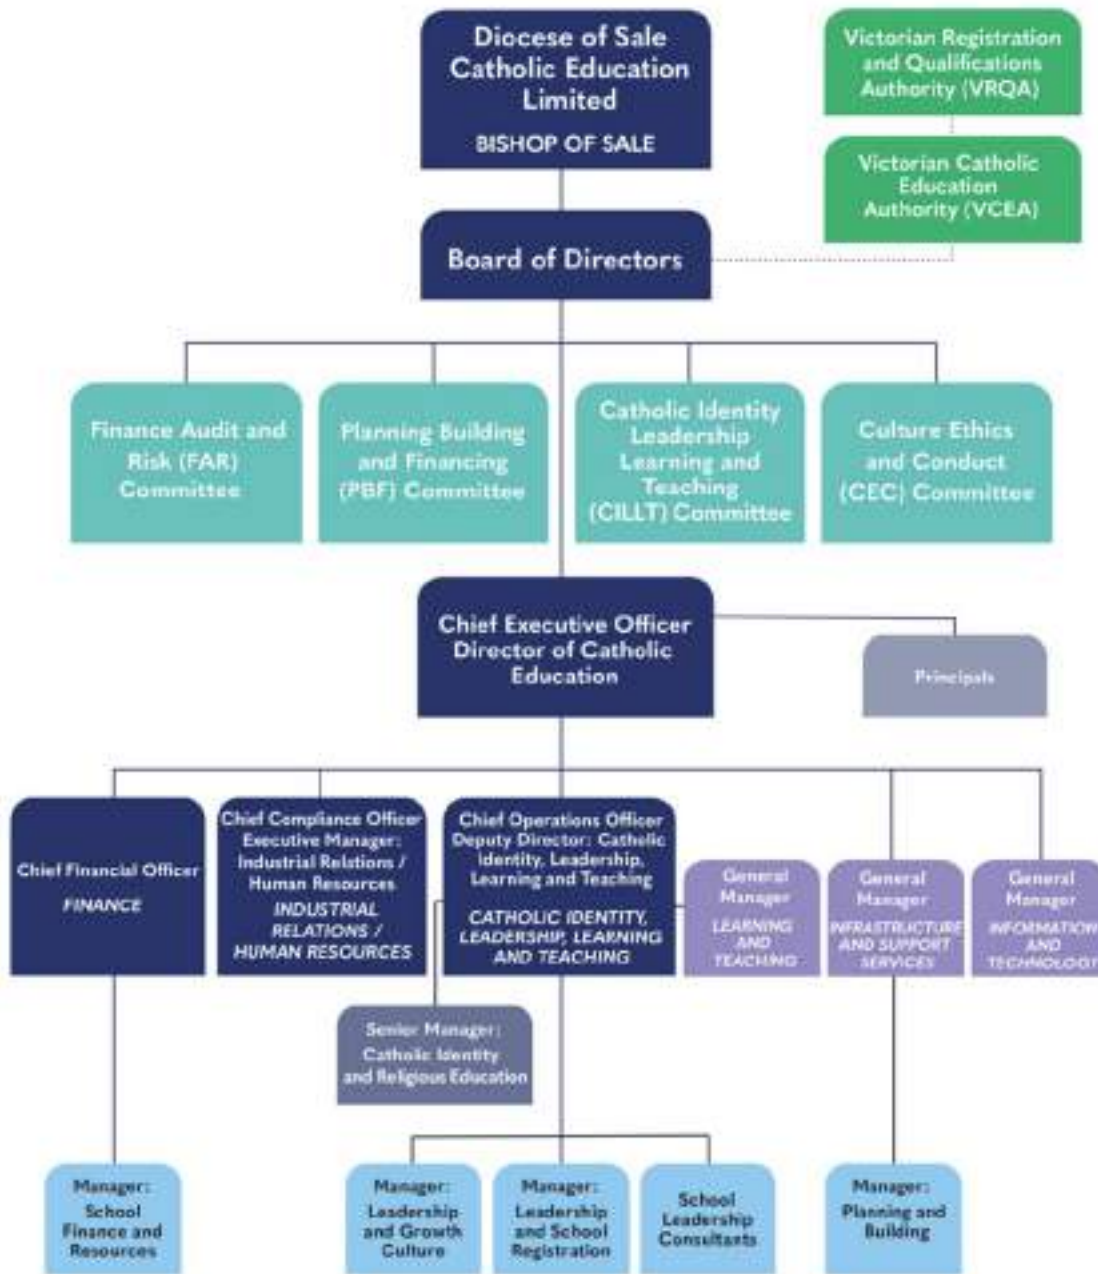 Diocese of Sale
Catholic Education
Limited
BISHOP OF SALE
Victorian Registration
and Qualifications
Authority (VRQA)
Victorian Catholic
Education
Authority (VCEA)
Board of Directors
Finance Audit and
Risk (FAR)
Committee
Planning Building
and Financing
(PBF) Committee
Catholic Identity
Leadership
Learning and
Teaching
(CILLT) Committee
Culture Ethics
and Conduct
(CEC) Committee
Chief Executive Officer
Director of Catholic
Education
Principals
Chief Financial Officer
FINANCE
Chief Compliance Officer
Executive Manager:
Industrial Relations /
Human Resources
INDUSTRIAL
RELATIONS /
HUMAN RESOURCES
Chief Operations Officer
Deputy Director: Catholic
Identity, Leadership,
Learning and Teaching
CATHOLIC IDENTITY,
LEADERSHIP, LEARNING
AND TEACHING
General
Manager
LEARNING
AND
TEACHING
General
Manager
INFRASTRUCTURE
AND SUPPORT
SERVICES
General
Manager
INFORMATION
AND
TECHNOLOGY
Senior Manager:
Catholic Identity
and Religious Education
Manager:
School
Finance and
Resources
Manager:
Leadership
and Growth
Culture
Manager:
Leadership
and School
Registration
School
Leadership
Consultants
Manager:
Planning and
Building